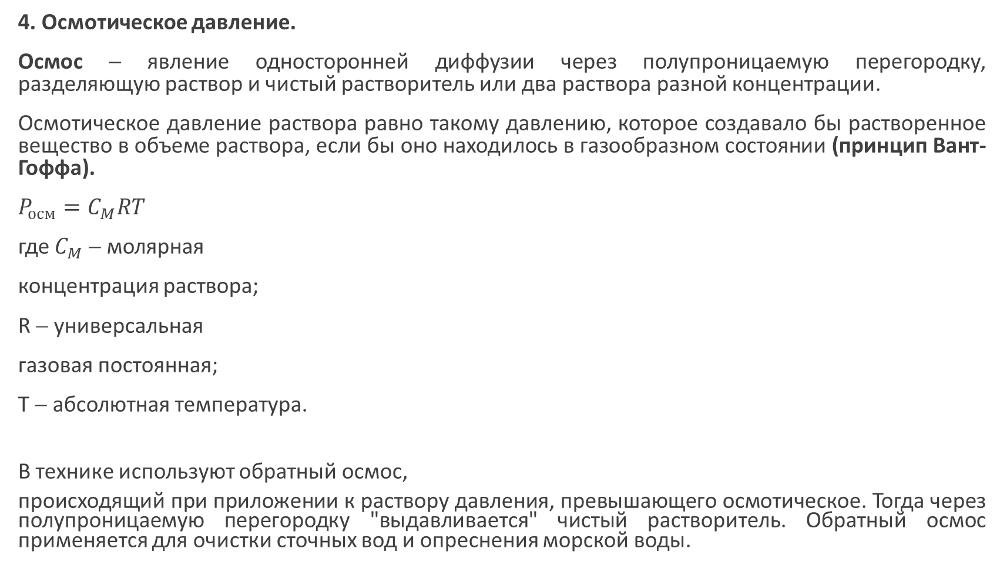 4. Осмотическое давление.
Осмос – явление односторонней диффузии через полупроницаемую перегородку,
разделяющую раствор и чистый растворитель или два раствора разной концентрации.
Осмотическое давление раствора равно такому давлению, которое создавало бы растворенное
вещество в объеме раствора, если бы оно находилось в газообразном состоянии (принцип Вант-
Гоффа).
P_осм = C_M RT
где C_M – молярная
концентрация раствора;
R – универсальная
газовая постоянная;
Т – абсолютная температура.
В технике используют обратный осмос,
происходящий при приложении к раствору давления, превышающего осмотическое. Тогда через
полупроницаемую перегородку "выдавливается" чистый растворитель. Обратный осмос
применяется для очистки сточных вод и опреснения морской воды.